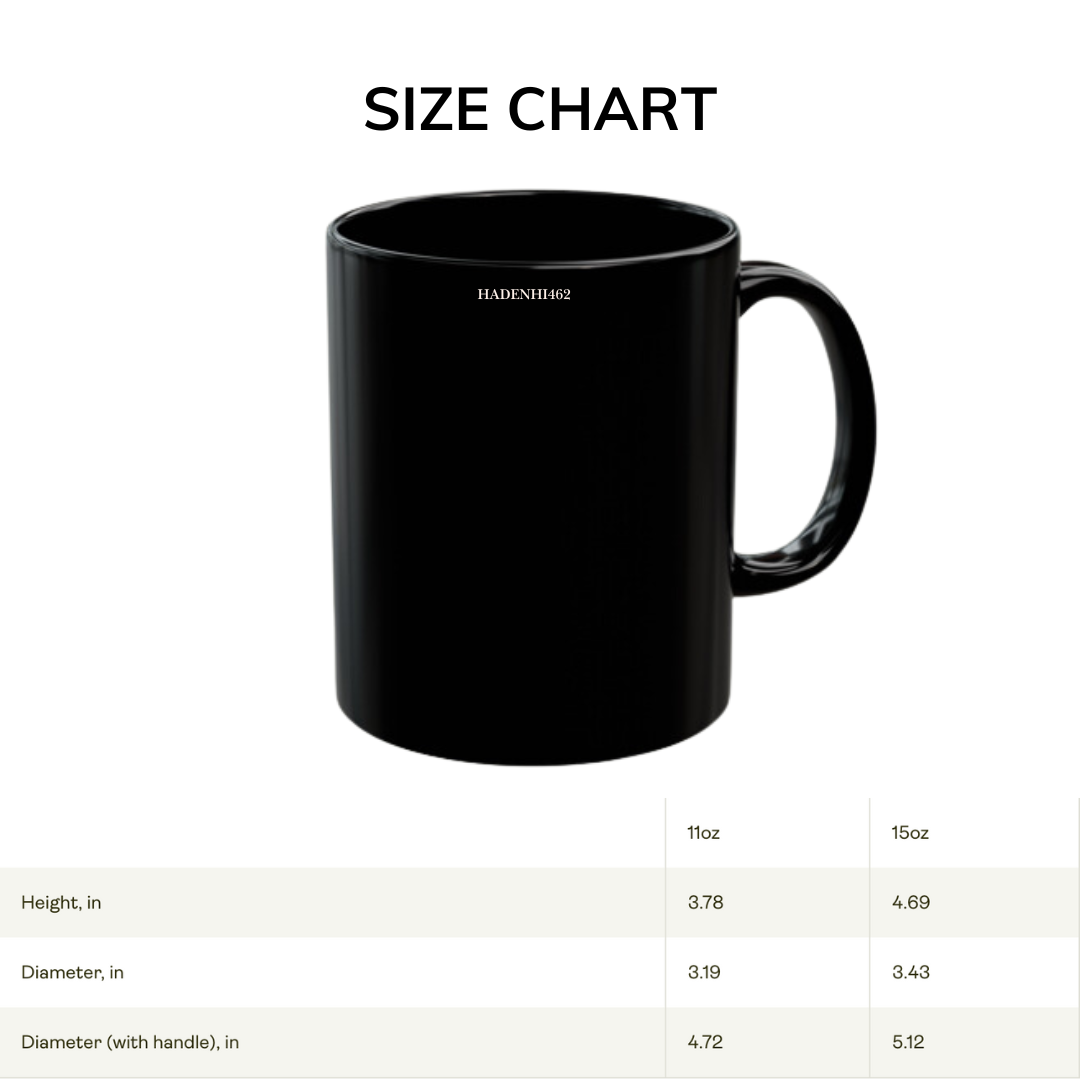 SIZE CHART
HADENHI462
11oz 15oz
Height, in 3.78 4.69
Diameter, in 3.19 3.43
Diameter (with handle), in 4.72 5.12